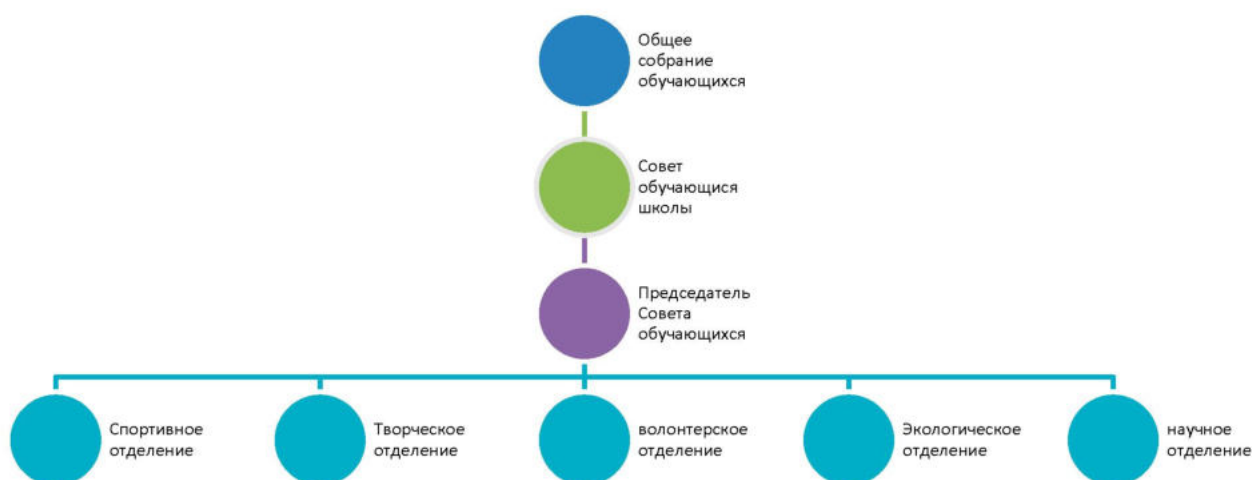 Общее
собрание
обучающихся
Совет
обучающися
школы
Председатель
Совета
обучающихся
Спортивное
отделение
Творческое
отделение
волонтерское
отделение
Экологическое
отделение
научное
отделение